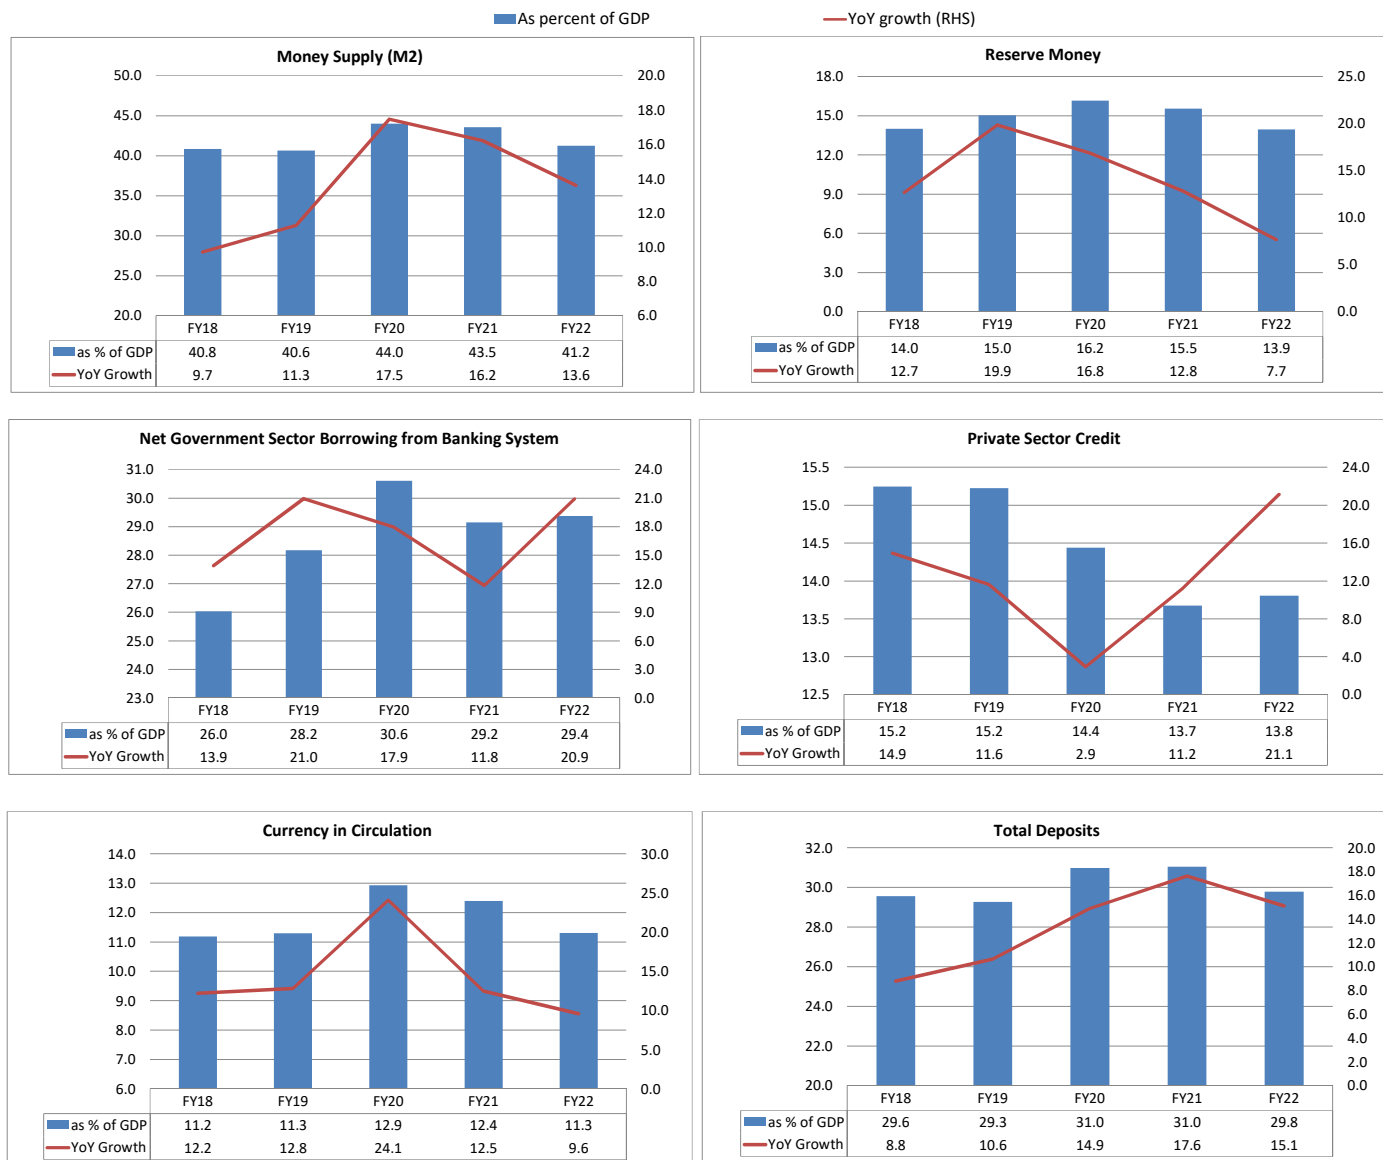 As percent of GDP YoY growth (RHS)
Money Supply (M2)
50.0 20.0
45.0 18.0
40.0 16.0
35.0 14.0
30.0 12.0
25.0 10.0
20.0 8.0
6.0
FY18 FY19 FY20 FY21 FY22
as % of GDP 40.8 40.6 44.0 43.5 41.2
YoY Growth 9.7 11.3 17.5 16.2 13.6
Reserve Money
18.0 25.0
15.0 20.0
12.0 15.0
9.0 10.0
6.0 5.0
3.0 0.0
0.0
FY18 FY19 FY20 FY21 FY22
as % of GDP 14.0 15.0 16.2 15.5 13.9
YoY Growth 12.7 19.9 16.8 12.8 7.7
Net Government Sector Borrowing from Banking System
31.0 24.0
30.0 21.0
29.0 18.0
28.0 15.0
27.0 12.0
26.0 9.0
25.0 6.0
24.0 3.0
23.0 0.0
FY18 FY19 FY20 FY21 FY22
as % of GDP 26.0 28.2 30.6 29.2 29.4
YoY Growth 13.9 21.0 17.9 11.8 20.9
Private Sector Credit
15.5 24.0
15.0 20.0
14.5 16.0
14.0 12.0
13.5 8.0
13.0 4.0
12.5 0.0
FY18 FY19 FY20 FY21 FY22
as % of GDP 15.2 15.2 14.4 13.7 13.8
YoY Growth 14.9 11.6 2.9 11.2 21.1
Currency in Circulation
14.0 30.0
13.0 25.0
12.0 20.0
11.0 15.0
10.0 10.0
9.0 5.0
8.0 0.0
7.0
6.0
FY18 FY19 FY20 FY21 FY22
as % of GDP 11.2 11.3 12.9 12.4 11.3
YoY Growth 12.2 12.8 24.1 12.5 9.6
Total Deposits
32.0 20.0
30.0 18.0
28.0 16.0
26.0 14.0
24.0 12.0
22.0 10.0
20.0 8.0
6.0
4.0
2.0
0.0
FY18 FY19 FY20 FY21 FY22
as % of GDP 29.6 29.3 31.0 31.0 29.8
YoY Growth 8.8 10.6 14.9 17.6 15.1